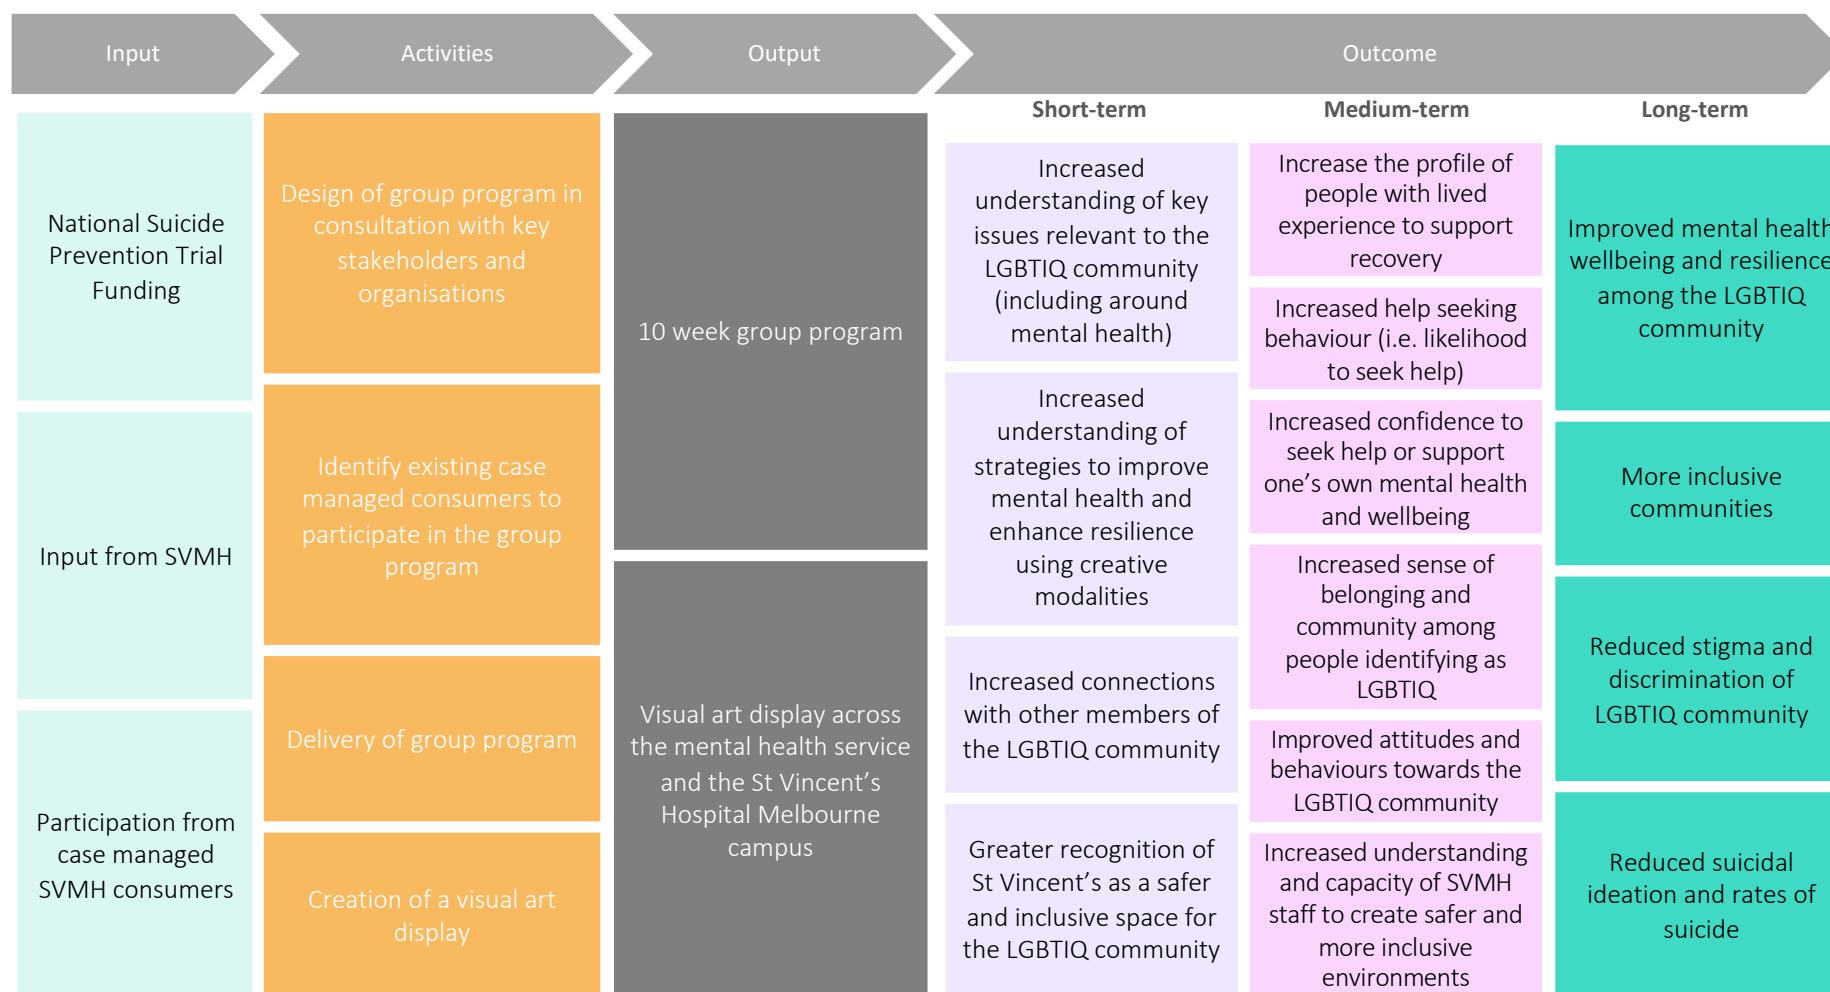 Input
Activities
Output
Outcome
Short-term
Medium-term
Long-term
National Suicide
Prevention Trial
Funding
Input from SVMH
Participation from
case managed
SVMH consumers
Design of group program in
consultation with key
stakeholders and
organisations
Identify existing case
managed consumers to
participate in the group
program
Delivery of group program
Creation of a visual art
display
10 week group program
Visual art display across
the mental health service
and the St Vincent’s
Hospital Melbourne
campus
Increased
understanding of key
issues relevant to the
LGBTIQ community
(including around
mental health)
Increased
understanding of
strategies to improve
mental health and
enhance resilience
using creative
modalities
Increased connections
with other members of
the LGBTIQ community
Greater recognition of
St Vincent’s as a safer
and inclusive space for
the LGBTIQ community
Increase the profile of
people with lived
experience to support
recovery
Increased help seeking
behaviour (i.e. likelihood
to seek help)
Increased confidence to
seek help or support
one’s own mental health
and wellbeing
Increased sense of
belonging and
community among
people identifying as
LGBTIQ
Improved attitudes and
behaviours towards the
LGBTIQ community
Increased understanding
and capacity of SVMH
staff to create safer and
more inclusive
environments
Improved mental health
wellbeing and resilience
among the LGBTIQ
community
More inclusive
communities
Reduced stigma and
discrimination of
LGBTIQ community
Reduced suicidal
ideation and rates of
suicide